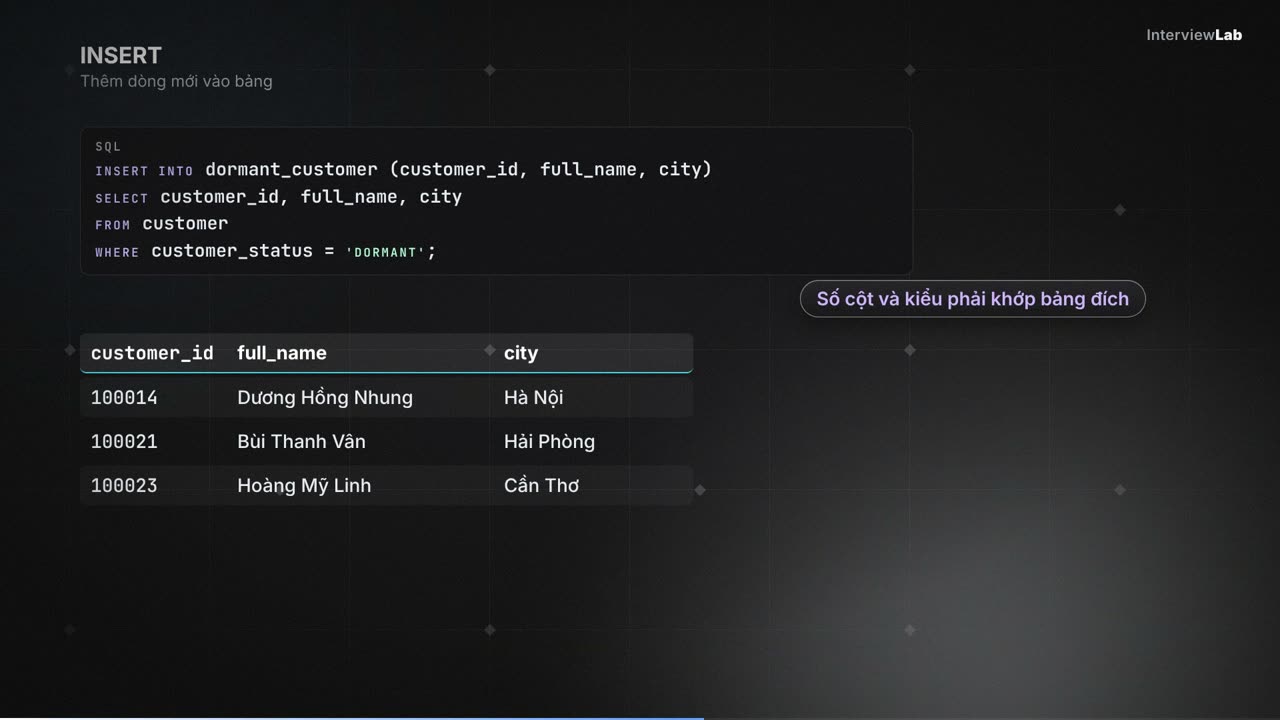 InterviewLab
INSERT
Thêm dòng mới vào bảng
SQL
INSERT INTO dormant_customer (customer_id, full_name, city)
SELECT customer_id, full_name, city
FROM customer
WHERE customer_status = 'DORMANT';
Số cột và kiểu phải khớp bảng đích
customer_id full_name city
100014 Dương Hồng Nhung Hà Nội
100021 Bùi Thanh Vân Hải Phòng
100023 Hoàng Mỹ Linh Cần Thơ